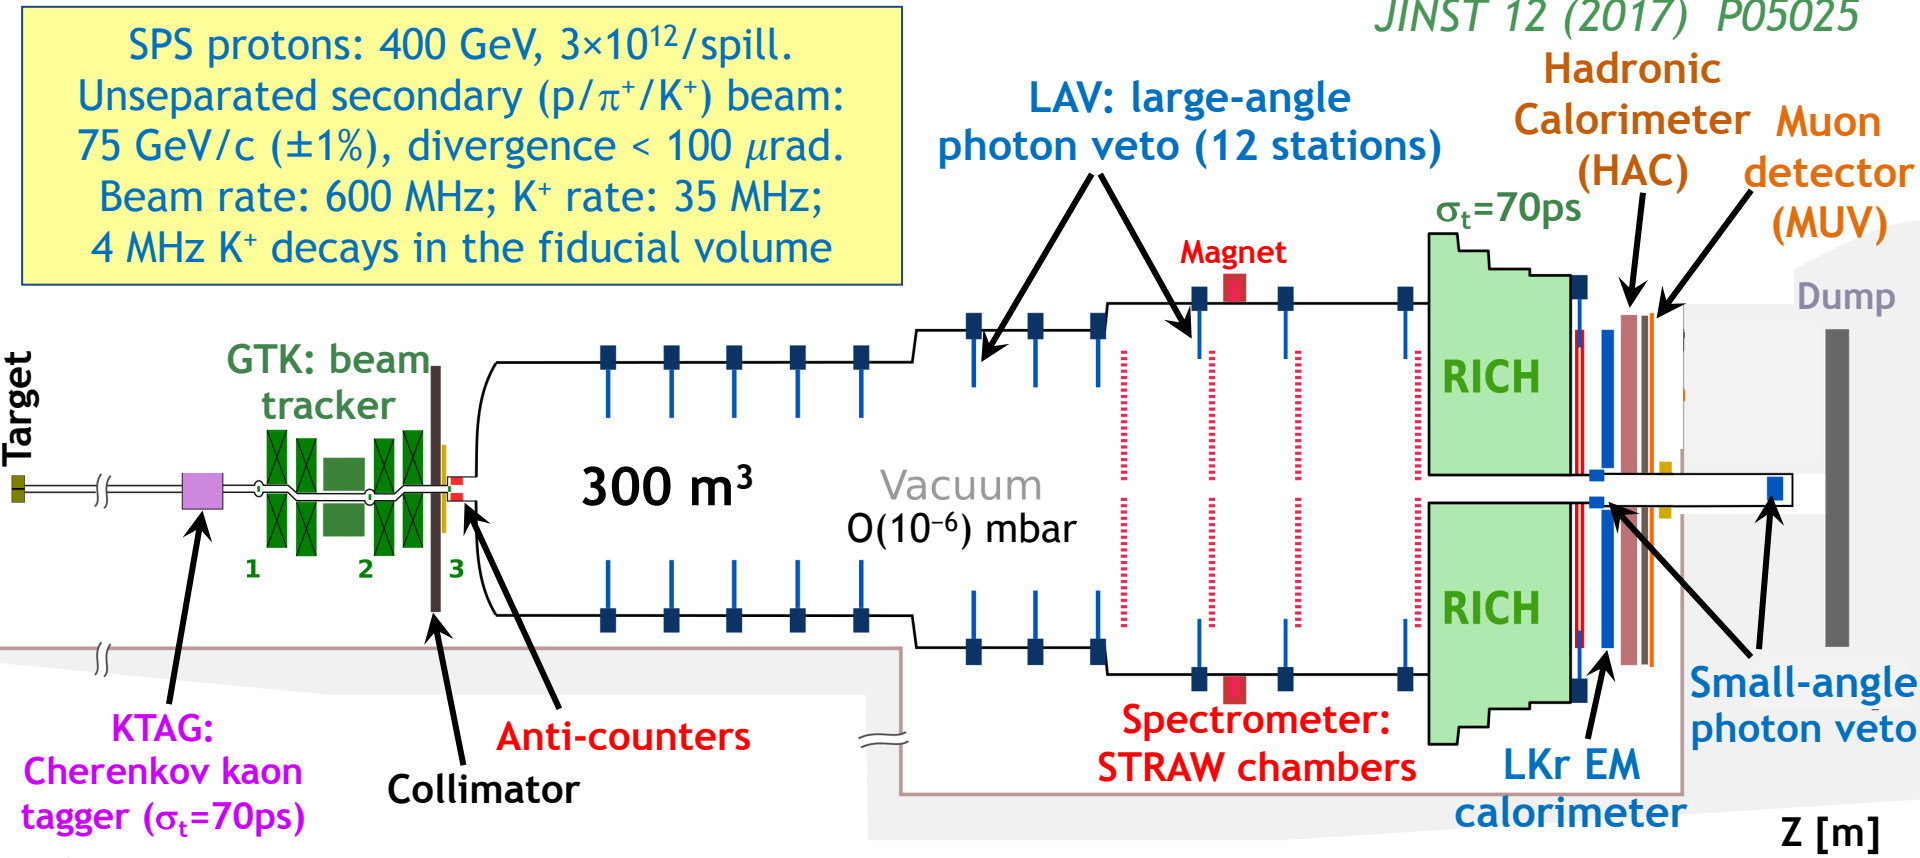 JINST 12 (2017) P05025
SPS protons: 400 GeV, 3×10¹²/spill.
Unseparated secondary (p/π⁺/K⁺) beam:
75 GeV/c (±1%), divergence < 100 μrad.
Beam rate: 600 MHz; K⁺ rate: 35 MHz;
4 MHz K⁺ decays in the fiducial volume
LAV: large-angle
photon veto (12 stations)
Hadronic
Calorimeter
(HAC)
Muon
detector
(MUV)
σₜ=70ps
Magnet
Dump
Target
GTK: beam
tracker
RICH
300 m³
Vacuum
O(10⁻⁶) mbar
1
2
3
RICH
KTAG:
Cherenkov kaon
tagger (σₜ=70ps)
Collimator
Anti-counters
Spectrometer:
STRAW chambers
LKr EM
calorimeter
Small-angle
photon veto
Z [m]